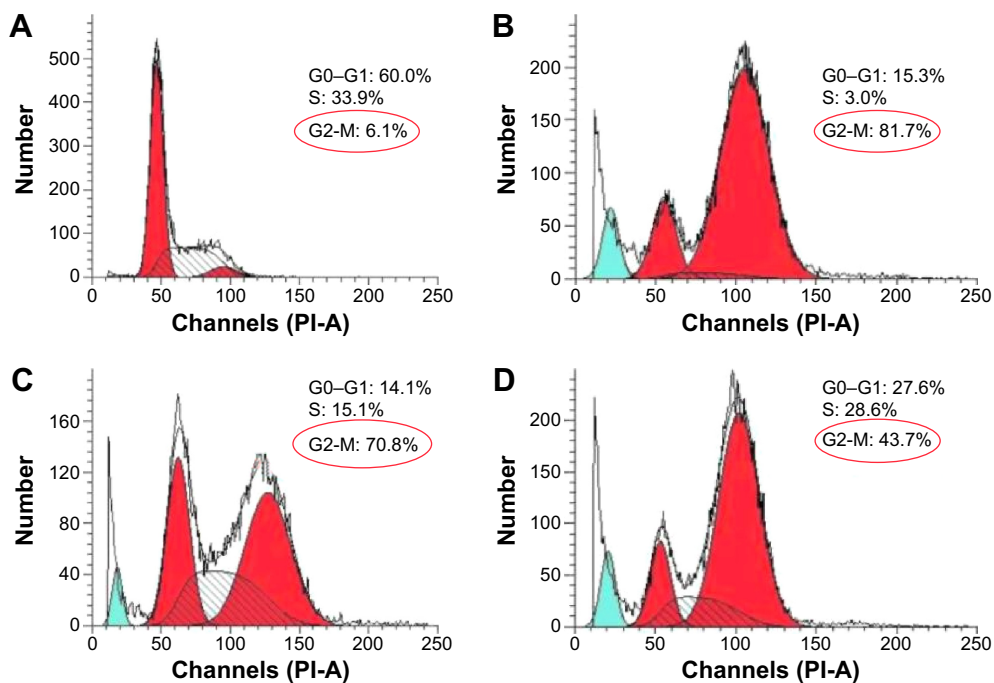 A
Number
500
400
300
200
100
0
G0–G1: 60.0%
S: 33.9%
G2-M: 6.1%
0 50 100 150 200 250
Channels (PI-A)
B
Number
200
150
100
50
0
G0–G1: 15.3%
S: 3.0%
G2-M: 81.7%
0 50 100 150 200 250
Channels (PI-A)
C
Number
160
120
80
40
0
G0–G1: 14.1%
S: 15.1%
G2-M: 70.8%
0 50 100 150 200 250
Channels (PI-A)
D
Number
200
150
100
50
0
G0–G1: 27.6%
S: 28.6%
G2-M: 43.7%
0 50 100 150 200 250
Channels (PI-A)